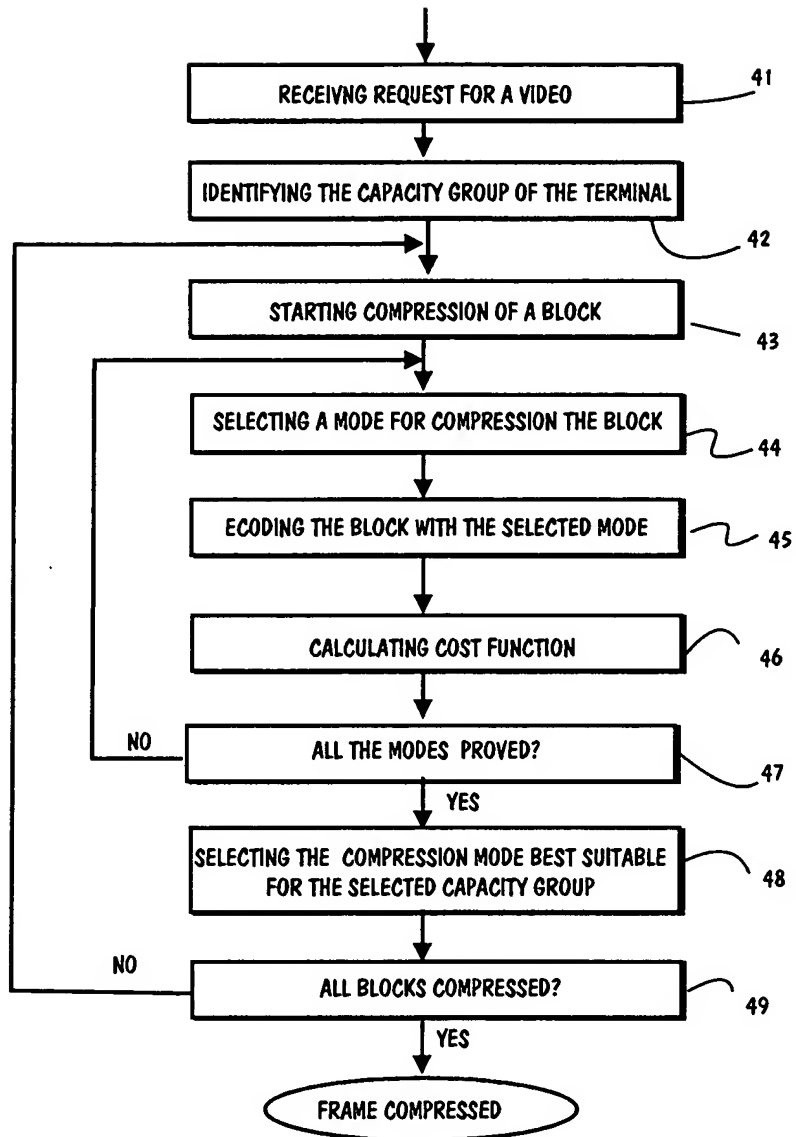 RECEIVNG REQUEST FOR A VIDEO
41
IDENTIFYING THE CAPACITY GROUP OF THE TERMINAL
42
STARTING COMPRESSION OF A BLOCK
43
SELECTING A MODE FOR COMPRESSION THE BLOCK
44
ECODING THE BLOCK WITH THE SELECTED MODE
45
CALCULATING COST FUNCTION
46
NO
ALL THE MODES PROVED?
47
YES
SELECTING THE COMPRESSION MODE BEST SUITABLE
FOR THE SELECTED CAPACITY GROUP
48
NO
ALL BLOCKS COMPRESSED?
49
YES
FRAME COMPRESSED